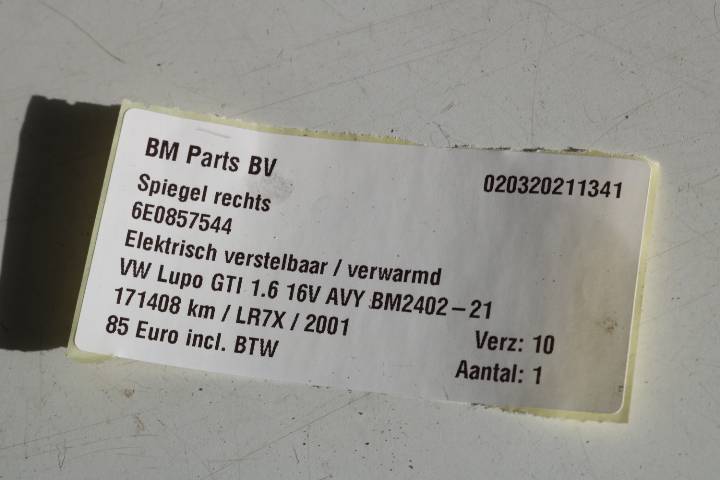 BM Parts BV
020320211341
Spiegel rechts
6E0857544
Elektrisch verstelbaar / verwarmd
VW Lupo GTI 1.6 16V AVY BM2402-21
171408 km / LR7X / 2001
Verz: 10
85 Euro incl. BTW
Aantal: 1